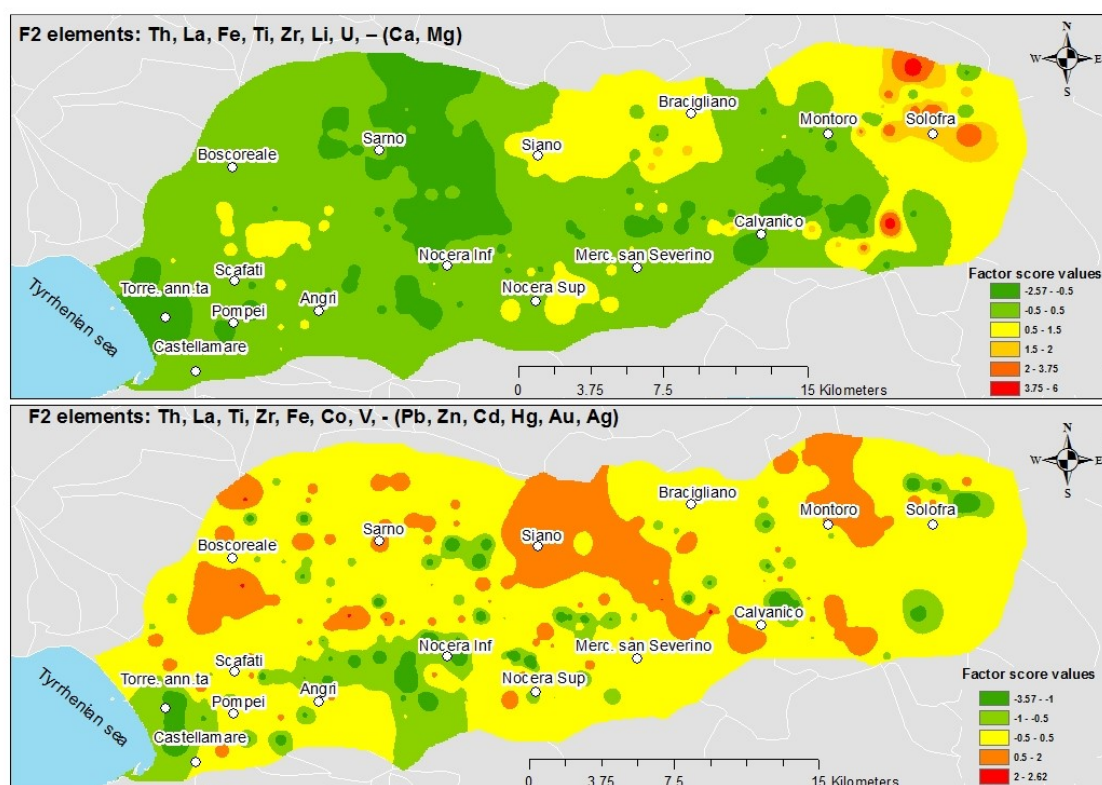 F2 elements: Th, La, Fe, Ti, Zr, Li, U, – (Ca, Mg)
N
W E
S
Bracigliano
Montoro
Solofra
Sarno
Siano
Boscoreale
Calvanico
Nocera Inf
Merc. san Severino
Scafati
Torre. ann.ta
Angri
Nocera Sup
Pompei
Castellamare
Tyrrhenian sea
Factor score values
-2.57 - -0.5
-0.5 - 0.5
0.5 - 1.5
1.5 - 2
2 - 3.75
3.75 - 6
0 3.75 7.5 15 Kilometers
F2 elements: Th, La, Ti, Zr, Fe, Co, V, - (Pb, Zn, Cd, Hg, Au, Ag)
N
W E
S
Bracigliano
Montoro
Solofra
Sarno
Siano
Boscoreale
Calvanico
Nocera Inf
Merc. san Severino
Scafati
Torre. ann.ta
Angri
Nocera Sup
Pompei
Castellamare
Tyrrhenian sea
Factor score values
-3.57 - -1
-1 - -0.5
-0.5 - 0.5
0.5 - 2
2 - 2.62
0 3.75 7.5 15 Kilometers